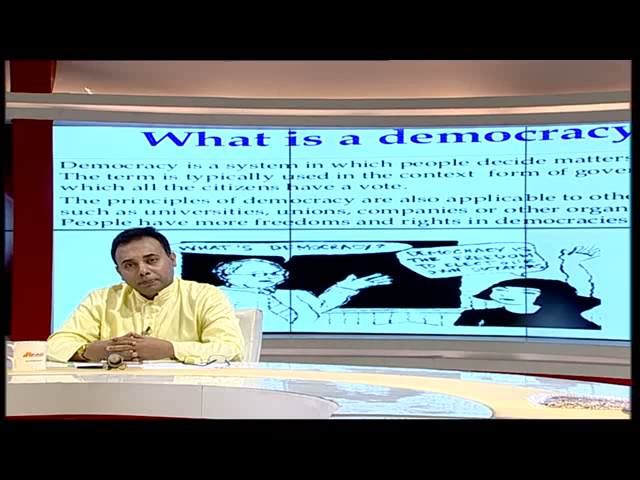 What is a democracy
Democracy is a system in which people decide matters
The term is typically used in the context form of gover
which all the citizens have a vote.
The principles of democracy are also applicable to othe
such as universities, unions, companies or other organ
People have more freedoms and rights in democracies
WHAT'S DEMOCRACY?
DEMOCRACY IS
FREEDOM
TO ELECT OUR
OWN DICTATORS